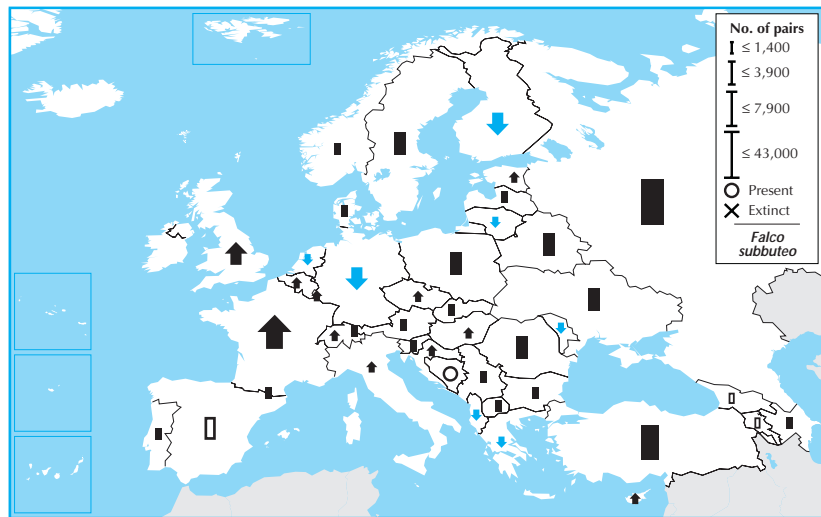 No. of pairs
≤ 1,400
≤ 3,900
≤ 7,900
≤ 43,000
Present
Extinct
Falco
subbuteo